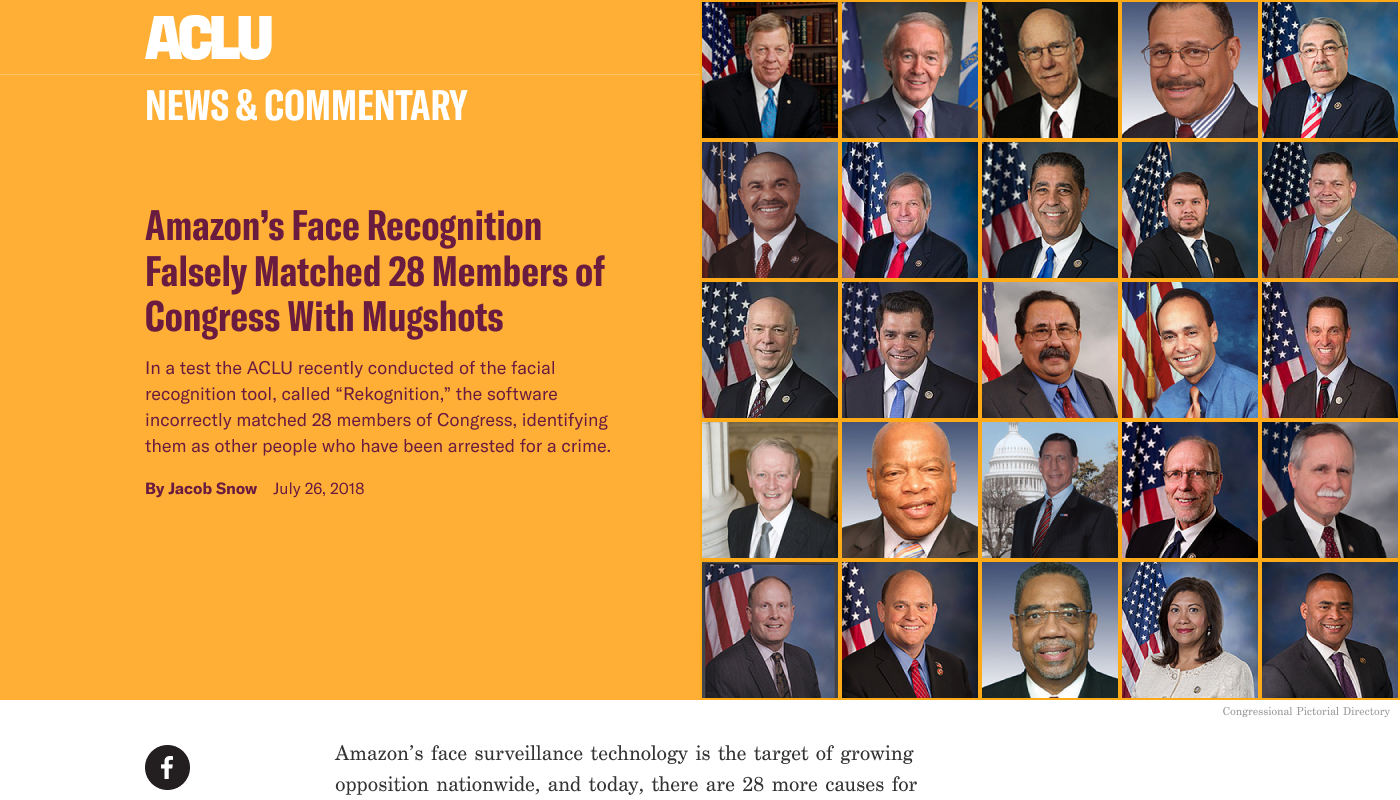 ACLU
NEWS & COMMENTARY
Amazon’s Face Recognition
Falsely Matched 28 Members of
Congress With Mugshots
In a test the ACLU recently conducted of the facial
recognition tool, called “Rekognition,” the software
incorrectly matched 28 members of Congress, identifying
them as other people who have been arrested for a crime.
By Jacob Snow July 26, 2018
Congressional Pictorial Directory
Amazon’s face surveillance technology is the target of growing
opposition nationwide, and today, there are 28 more causes for